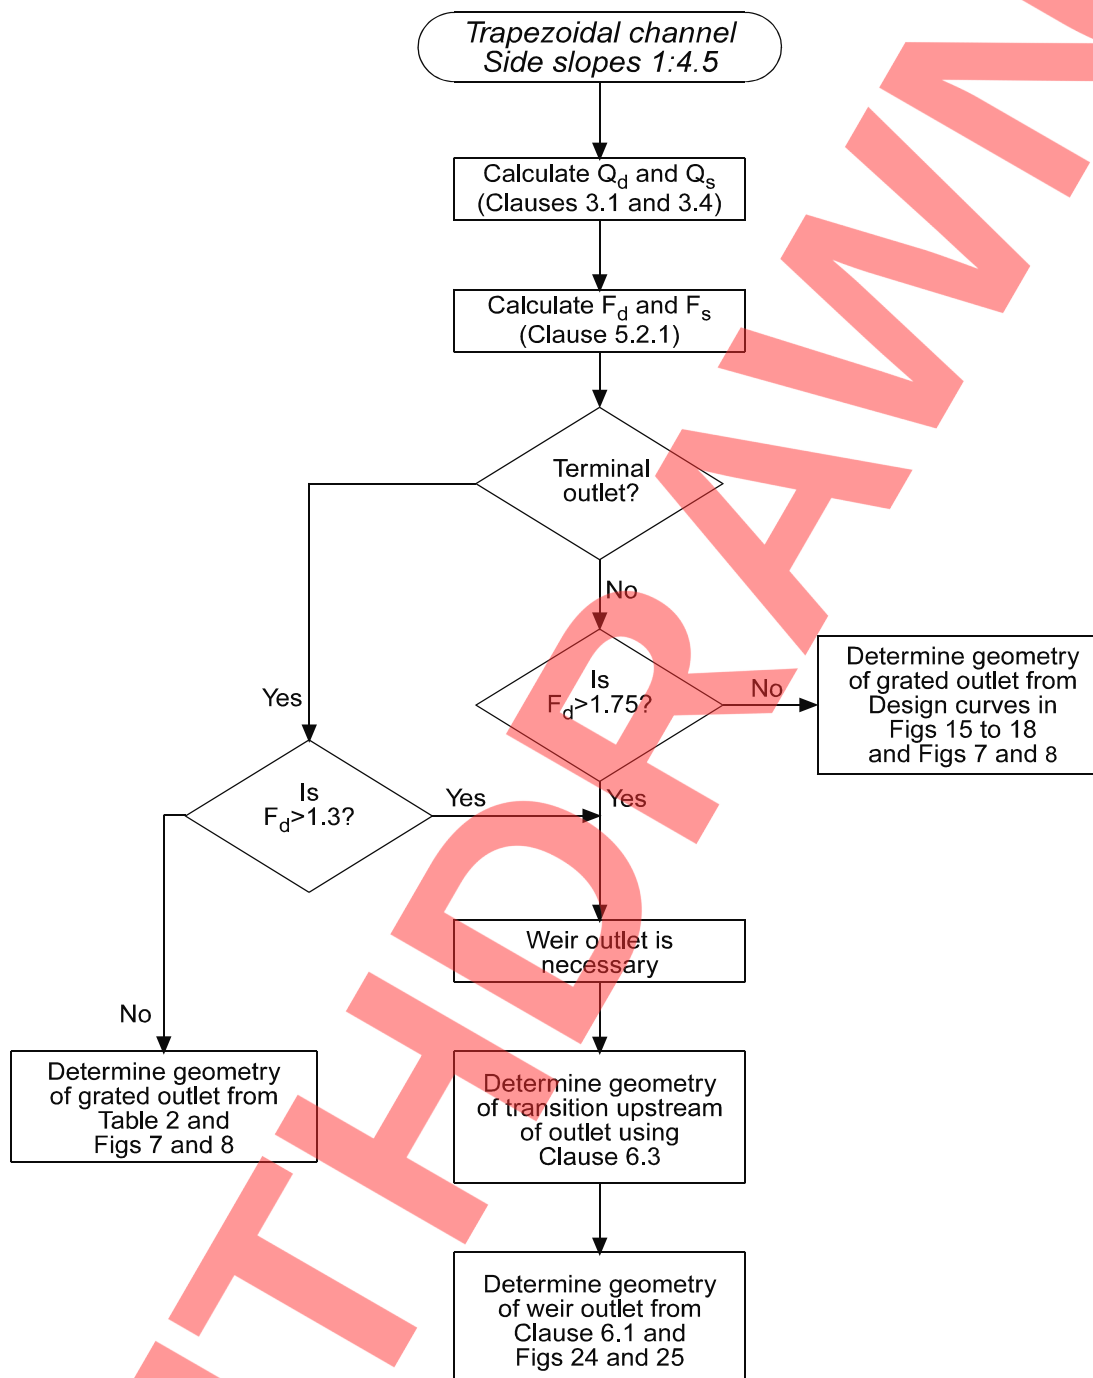 Trapezoidal channel
Side slopes 1:4.5
Calculate Qd and Qs
(Clauses 3.1 and 3.4)
Calculate Fd and Fs
(Clause 5.2.1)
Terminal
outlet?
No
Yes
Is
Fd>1.75?
No
Determine geometry
of grated outlet from
Design curves in
Figs 15 to 18
and Figs 7 and 8
Is
Fd>1.3?
Yes
Yes
Weir outlet is
necessary
No
Determine geometry
of grated outlet from
Table 2 and
Figs 7 and 8
Determine geometry
of transition upstream
of outlet using
Clause 6.3
Determine geometry
of weir outlet from
Clause 6.1 and
Figs 24 and 25
THDRAWN